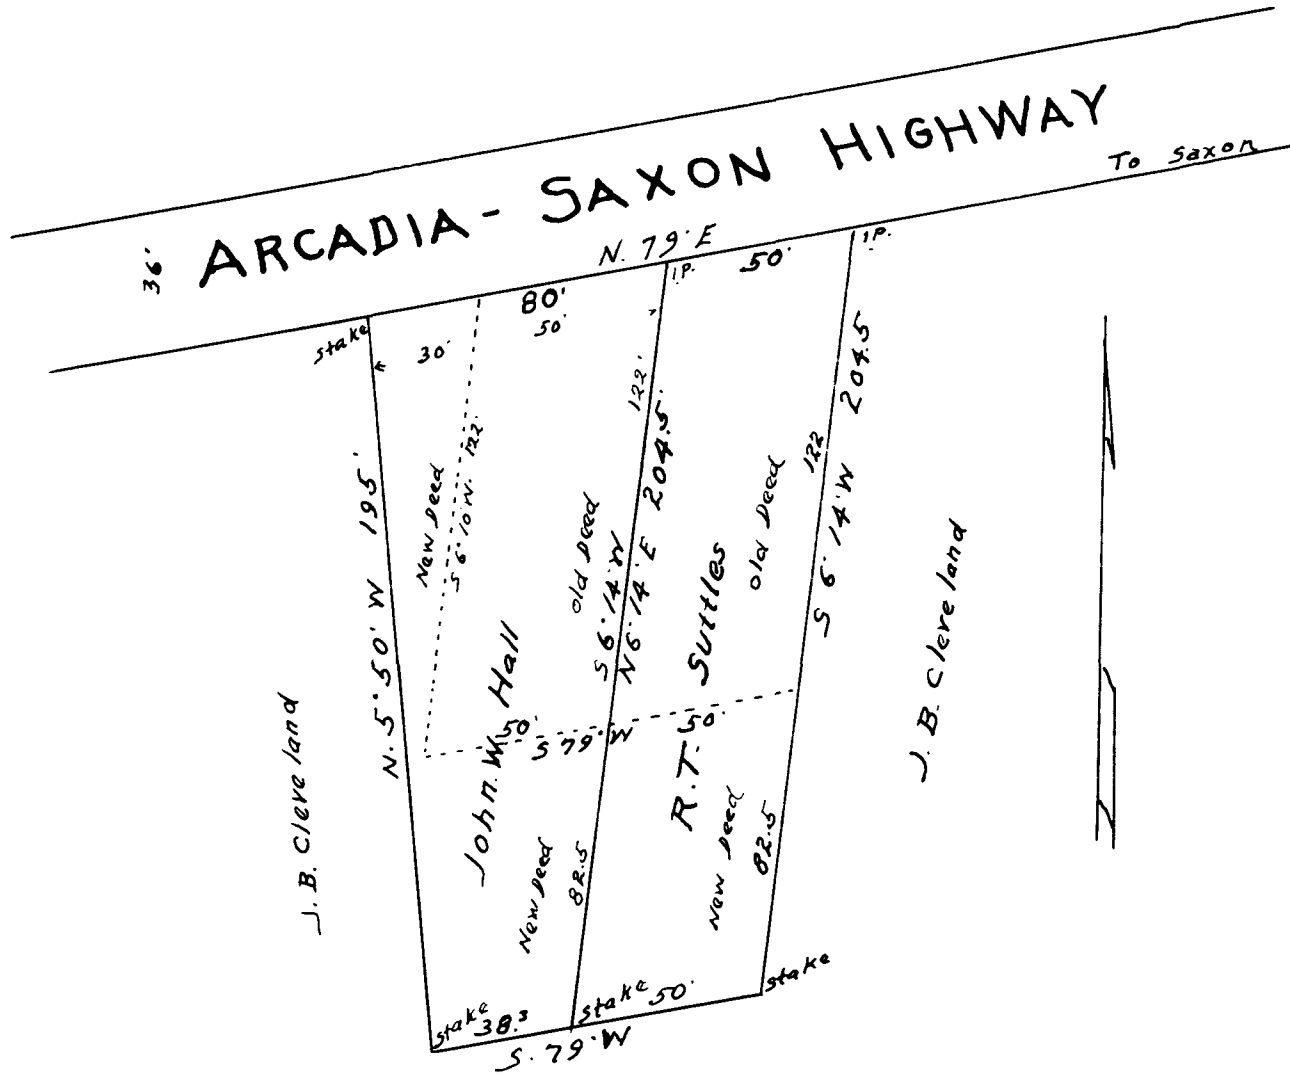 36' ARCADIA - SAXON HIGHWAY
To Saxon
N. 79° E
I.P.
50'
I.P.
80'
50'
30'
stake
122'
204.5'
204.5
122
N. 5° 50' W 195'
New Deed
S 6° 10' W. 122'
Old Deed
S 6° 14' W
N 6° 14' E
Old Deed
S 6° 14' W
J. B. Cleveland
J. B. Cleveland
John. W. Hall
R. T. Suttles
50'
S 79° W
50'
New Deed
82.5
New Deed
82.5
stake
38.3
stake
50'
stake
S. 79° W